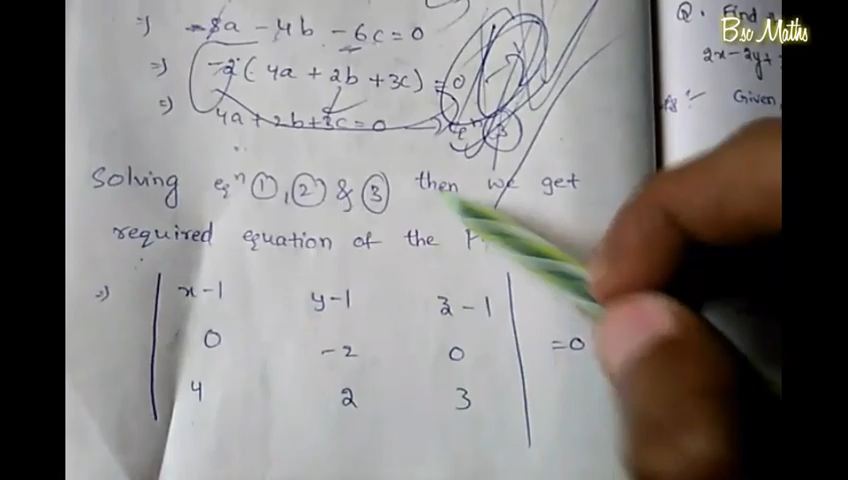 =) -8a - 4b - 6c = 0
=) -2 (4a + 2b + 3c) = 0
=) 4a + 2b + 3c = 0 eqⁿ ③
Solving eqⁿ ①, ② & ③ then we get
required equation of the
=) | x-1 y-1 z-1 |
0 -2 0 = 0
4 2 3
Q. Find
2x-2y+
Given,
Bsc Maths